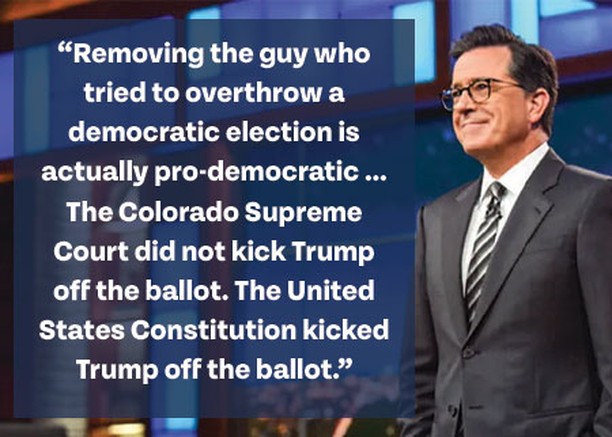 “Removing the guy who
tried to overthrow a
democratic election is
actually pro-democratic ...
The Colorado Supreme
Court did not kick Trump
off the ballot. The United
States Constitution kicked
Trump off the ballot.”